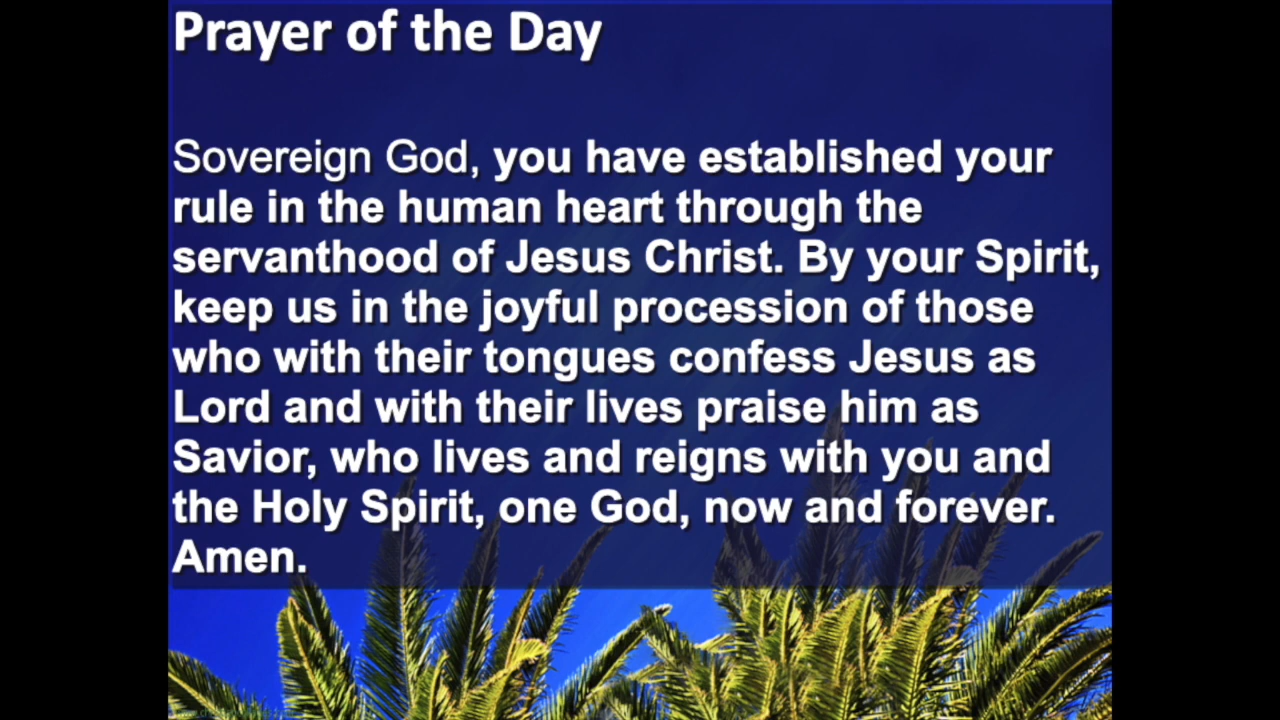 Prayer of the Day
Sovereign God, you have established your
rule in the human heart through the
servanthood of Jesus Christ. By your Spirit,
keep us in the joyful procession of those
who with their tongues confess Jesus as
Lord and with their lives praise him as
Savior, who lives and reigns with you and
the Holy Spirit, one God, now and forever.
Amen.